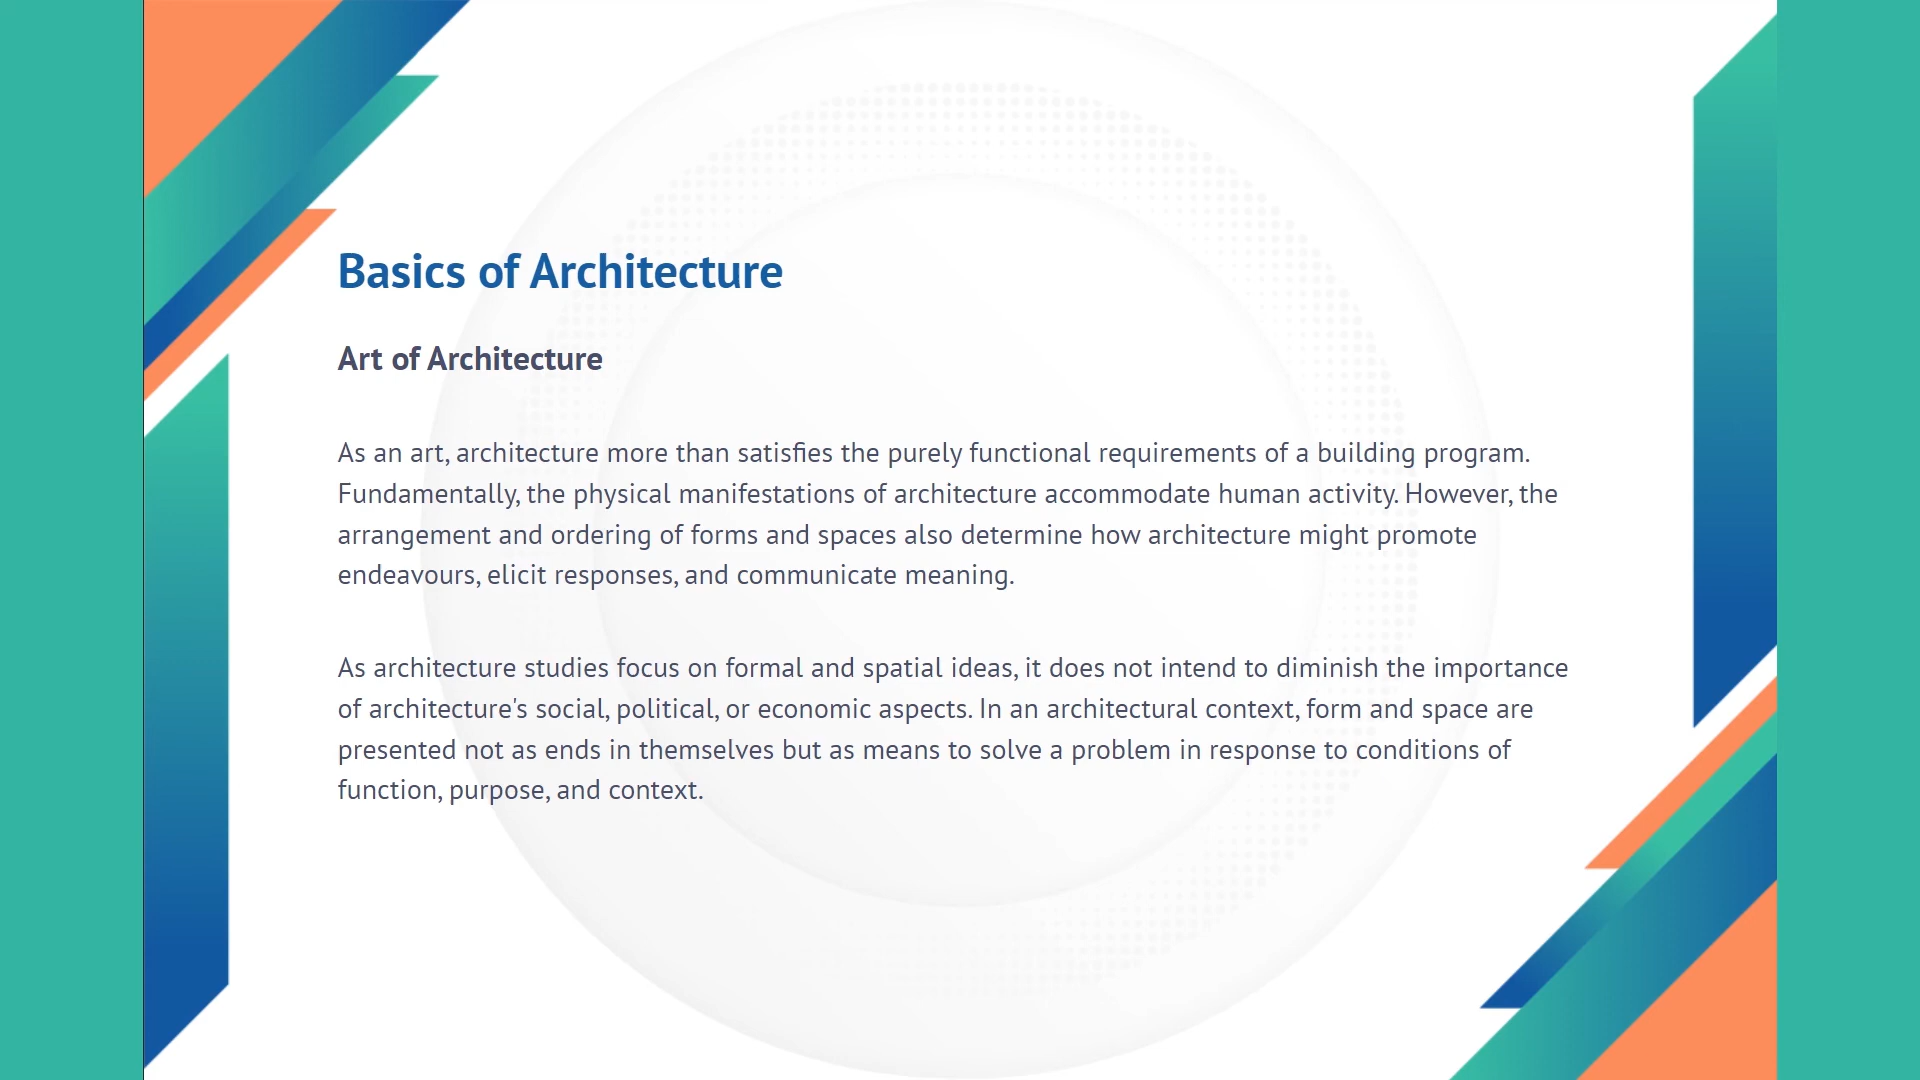 Basics of Architecture
Art of Architecture
As an art, architecture more than satisfies the purely functional requirements of a building program.
Fundamentally, the physical manifestations of architecture accommodate human activity. However, the
arrangement and ordering of forms and spaces also determine how architecture might promote
endeavours, elicit responses, and communicate meaning.
As architecture studies focus on formal and spatial ideas, it does not intend to diminish the importance
of architecture's social, political, or economic aspects. In an architectural context, form and space are
presented not as ends in themselves but as means to solve a problem in response to conditions of
function, purpose, and context.